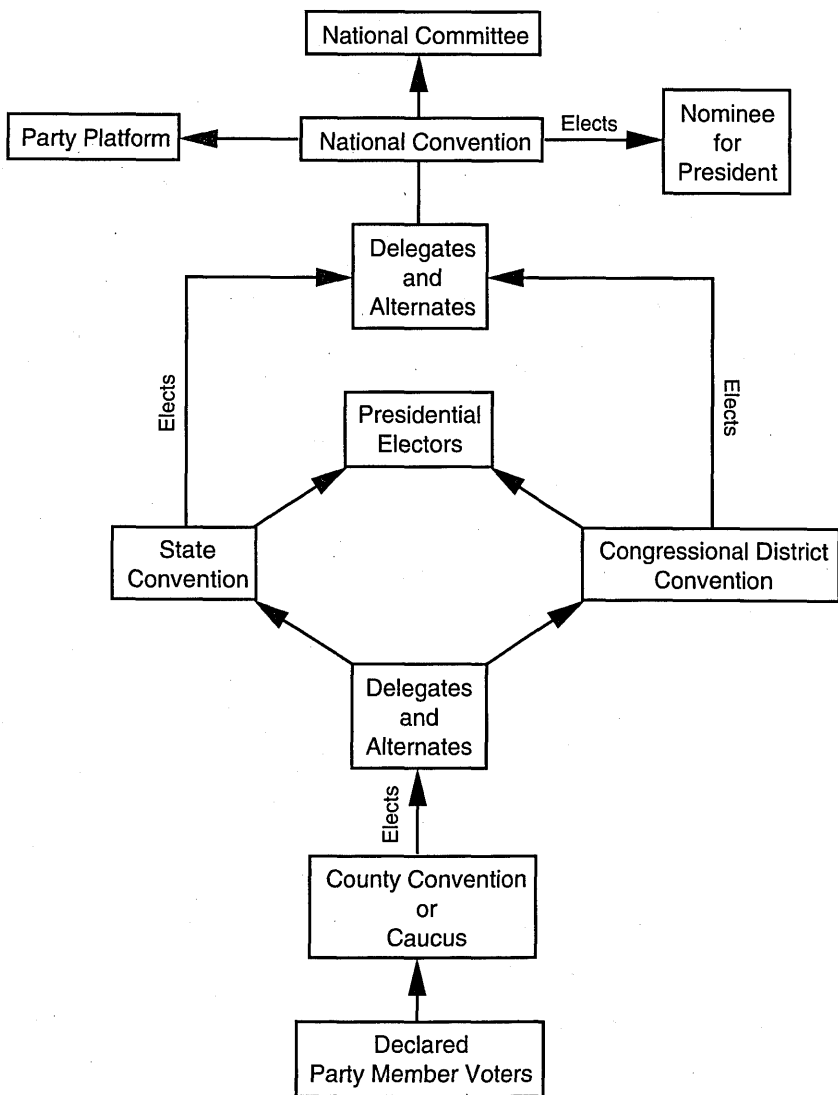 National Committee
Party Platform
National Convention
Elects
Nominee
for
President
Delegates
and
Alternates
Elects
Elects
Presidential
Electors
State
Convention
Congressional District
Convention
Delegates
and
Alternates
Elects
County Convention
or
Caucus
Declared
Party Member Voters